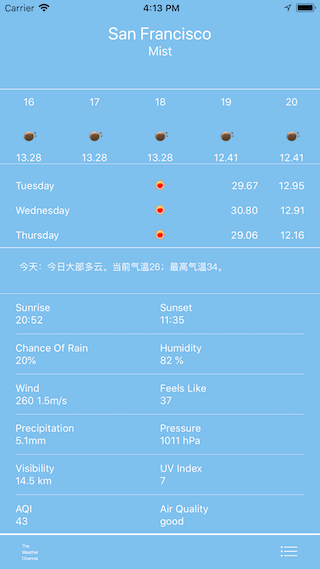 Carrier 4:13 PM
San Francisco
Mist
16 17 18 19 20
13.28 13.28 13.28 12.41 12.41
Tuesday 29.67 12.95
Wednesday 30.80 12.91
Thursday 29.06 12.16
今天：今日大部多云。当前气温26；最高气温34。
Sunrise Sunset
20:52 11:35
Chance Of Rain Humidity
20% 82 %
Wind Feels Like
260 1.5m/s 37
Precipitation Pressure
5.1mm 1011 hPa
Visibility UV Index
14.5 km 7
AQI Air Quality
43 good
The
Weather
Channel